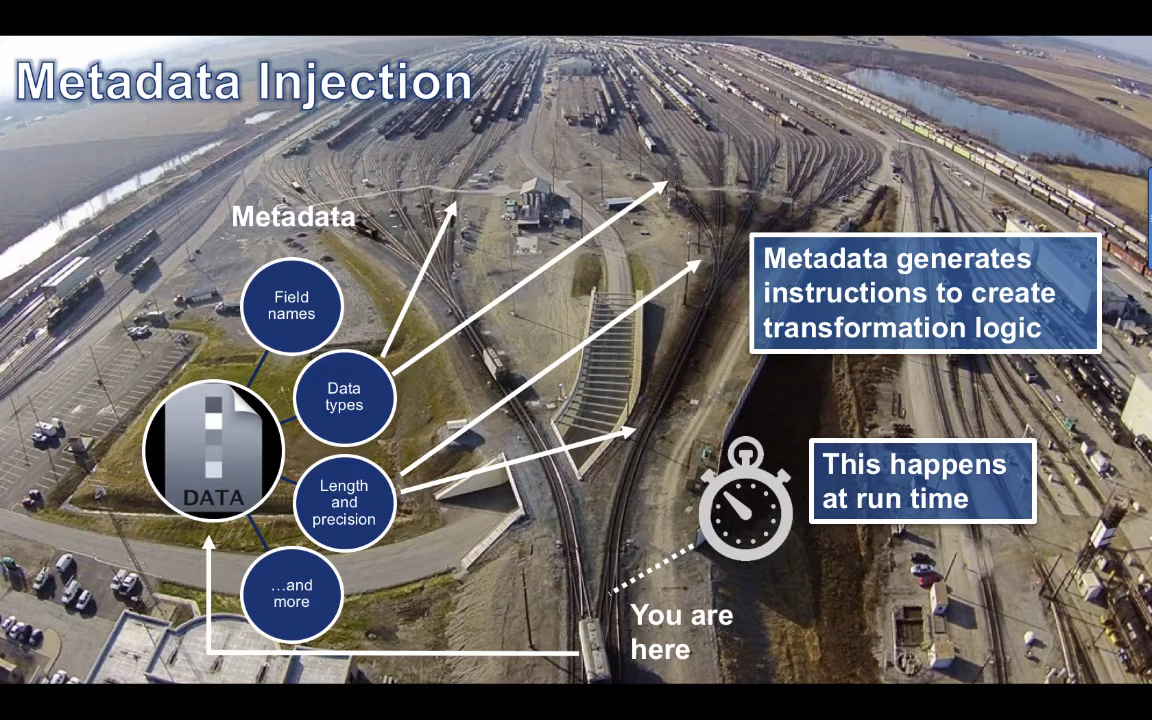 Metadata Injection
Metadata
Field
names
Data
types
DATA
Length
and
precision
…and
more
Metadata generates
instructions to create
transformation logic
This happens
at run time
You are
here